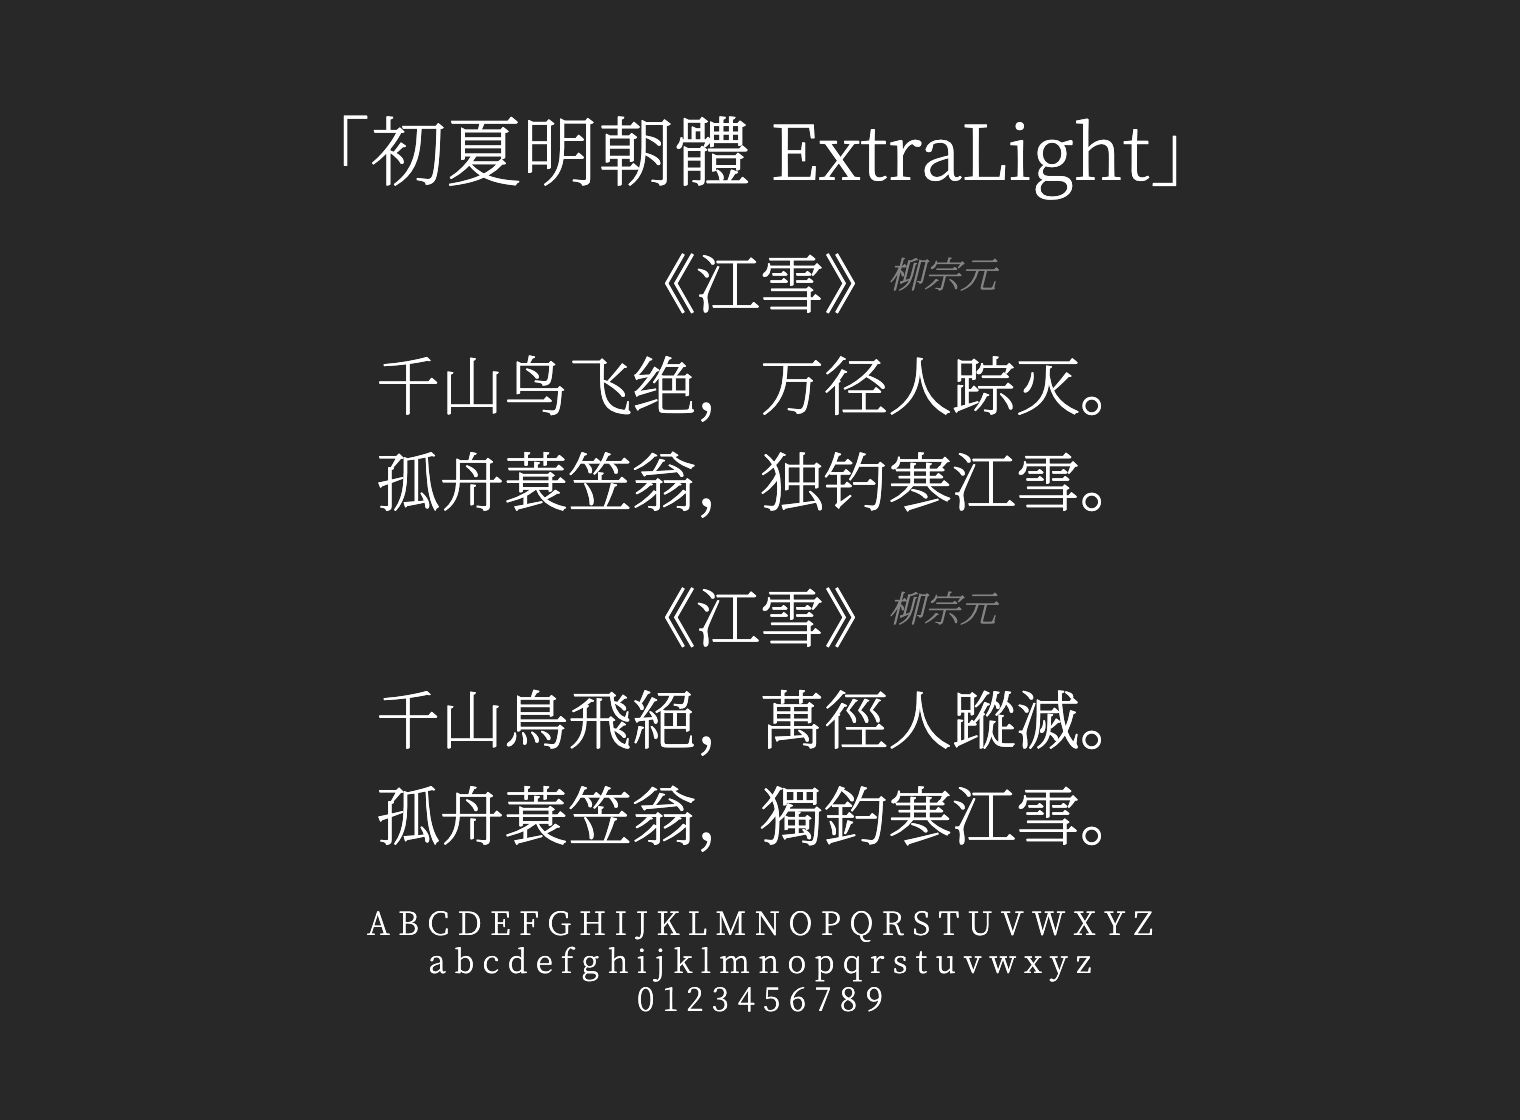 「初夏明朝體 ExtraLight」
《江雪》 柳宗元
千山鸟飞绝，万径人踪灭。
孤舟蓑笠翁，独钓寒江雪。
《江雪》 柳宗元
千山鳥飛絕，萬徑人蹤滅。
孤舟蓑笠翁，獨釣寒江雪。
A B C D E F G H I J K L M N O P Q R S T U V W X Y Z
a b c d e f g h i j k l m n o p q r s t u v w x y z
0 1 2 3 4 5 6 7 8 9